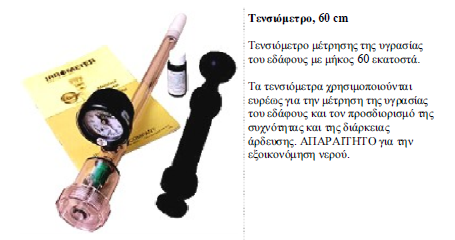 IRROMETER
Τενσιόμετρο, 60 cm
Τενσιόμετρο μέτρησης της υγρασίας
του εδάφους με μήκος 60 εκατοστά.
Τα τενσιόμετρα χρησιμοποιούνται
ευρέως για την μέτρηση της υγρασίας
του εδάφους και τον προσδιορισμό της
συχνότητας και της διάρκειας
άρδευσης. ΑΠΑΡΑΙΤΗΤΟ για την
εξοικονόμηση νερού.